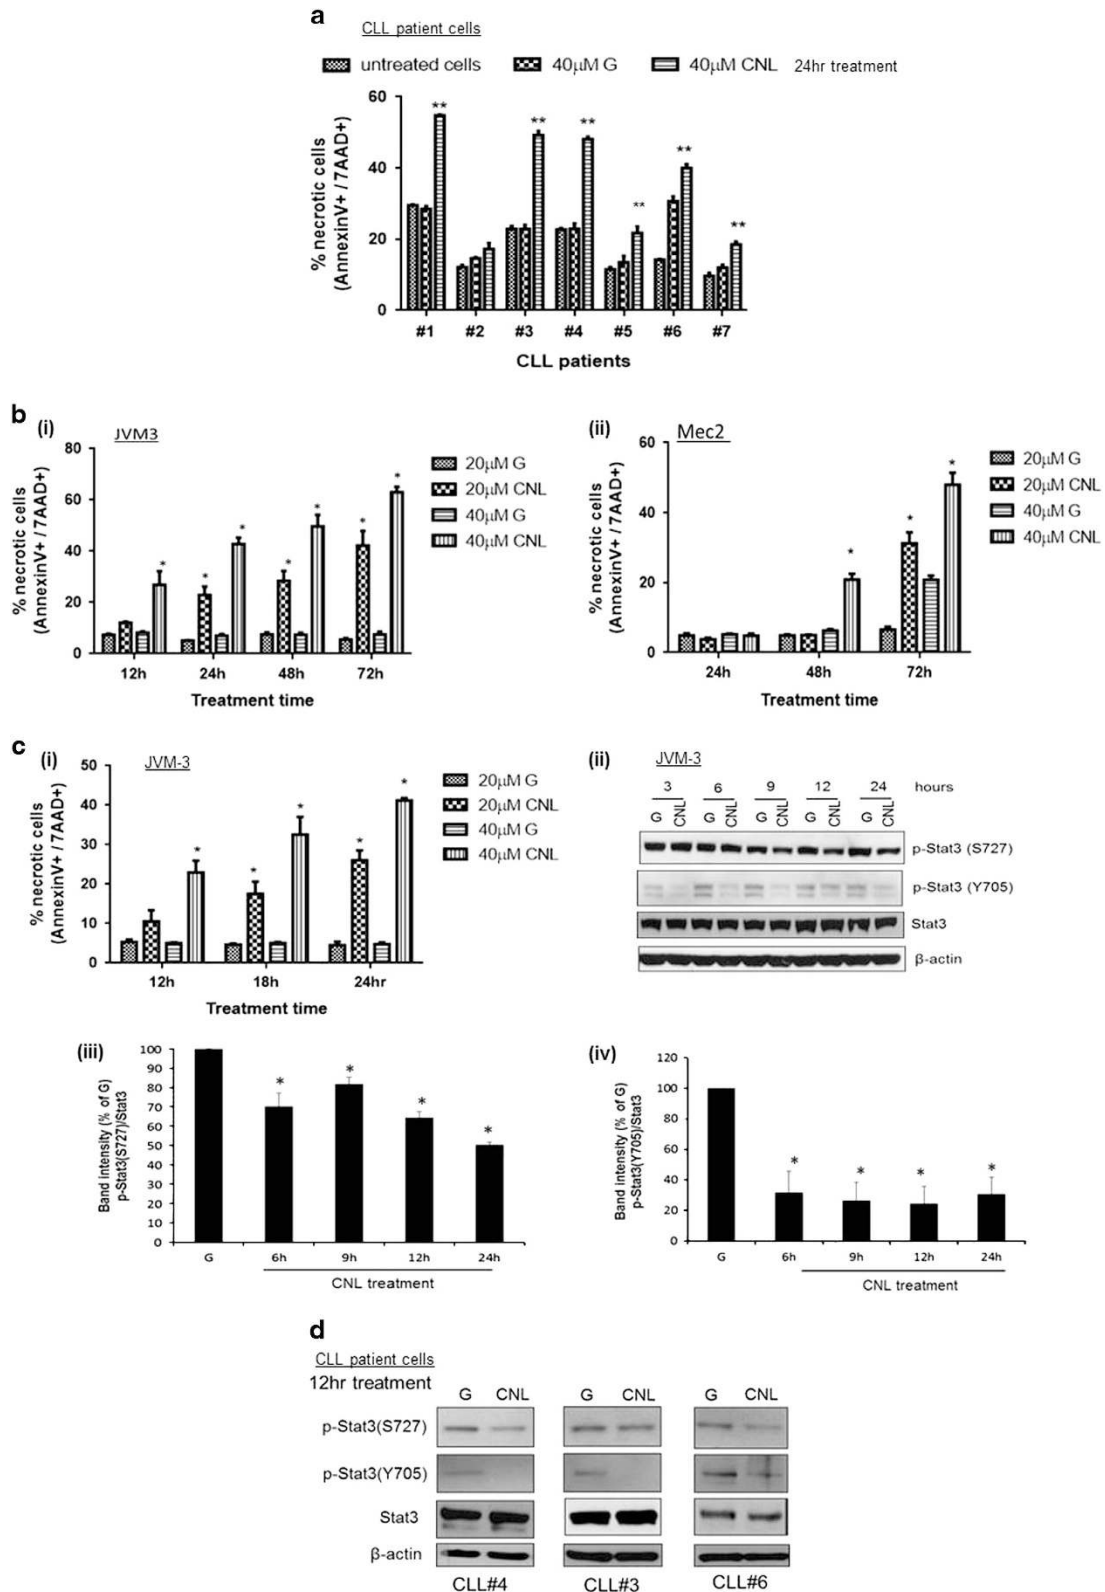 a
CLL patient cells
untreated cells 40μM G 40μM CNL 24hr treatment
% necrotic cells
(AnnexinV+ / 7AAD+)
60
40
20
0
** ** ** ** ** **
#1 #2 #3 #4 #5 #6 #7
CLL patients
b
(i)
JVM3
% necrotic cells
(AnnexinV+ / 7AAD+)
80
60
40
20
0
* * * * * * *
20μM G
20μM CNL
40μM G
40μM CNL
12h 24h 48h 72h
Treatment time
(ii)
Mec2
% necrotic cells
(AnnexinV+ / 7AAD+)
60
40
20
0
* * *
20μM G
20μM CNL
40μM G
40μM CNL
24h 48h 72h
Treatment time
c
(i)
JVM-3
% necrotic cells
(AnnexinV+ / 7AAD+)
50
40
30
20
10
0
* * * * *
20μM G
20μM CNL
40μM G
40μM CNL
12h 18h 24hr
Treatment time
(ii)
JVM-3
3 6 9 12 24 hours
G CNL G CNL G CNL G CNL G CNL
p-Stat3 (S727)
p-Stat3 (Y705)
Stat3
β-actin
(iii)
Band intensity (% of G)
p-Stat3(S727)/Stat3
100
90
80
70
60
50
40
30
20
10
0
* * * *
G 6h 9h 12h 24h
CNL treatment
(iv)
Band intensity (% of G)
p-Stat3(Y705)/Stat3
120
100
80
60
40
20
0
* * * *
G 6h 9h 12h 24h
CNL treatment
d
CLL patient cells
12hr treatment
G CNL G CNL G CNL
p-Stat3(S727)
p-Stat3(Y705)
Stat3
β-actin
CLL#4 CLL#3 CLL#6